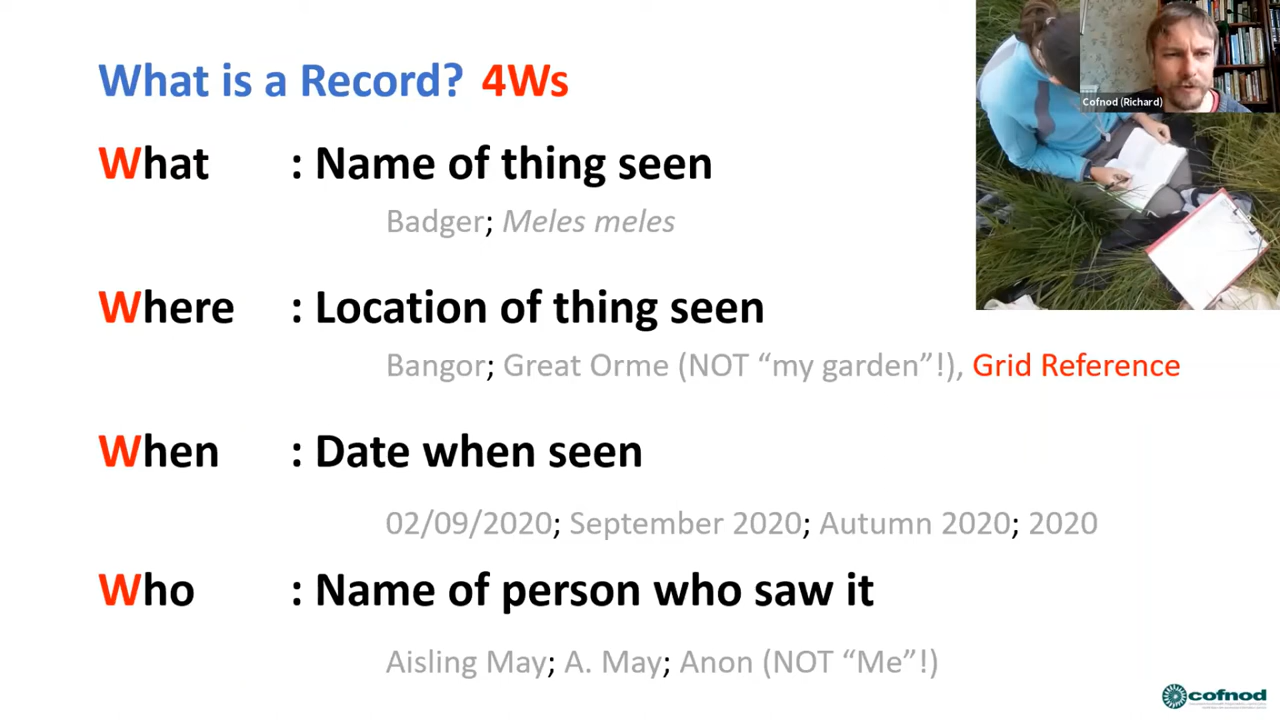 What is a Record? 4Ws
Cofnod (Richard)
What : Name of thing seen
Badger; Meles meles
Where : Location of thing seen
Bangor; Great Orme (NOT “my garden”!), Grid Reference
When : Date when seen
02/09/2020; September 2020; Autumn 2020; 2020
Who : Name of person who saw it
Aisling May; A. May; Anon (NOT “Me”!)
cofnod